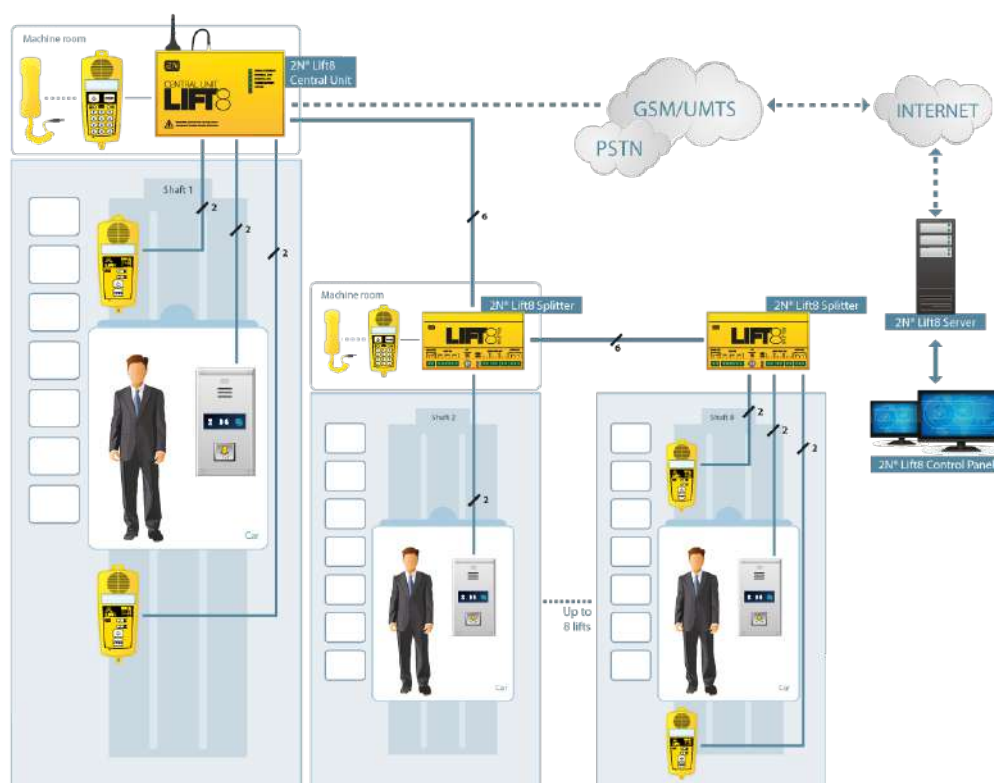 Machine room
2N
CENTRAL UNIT
LIFT8
2N® Lift8
Central Unit
GSM/UMTS
PSTN
INTERNET
Shaft 1
2
2
2
6
Machine room
2N® Lift8 Splitter
LIFT8
6
2N® Lift8 Splitter
LIFT8
2N® Lift8 Server
2N® Lift8 Control Panel
Car
Shaft 2
2
Car
Up to
8 lifts
Shaft 8
2
2
2
Car